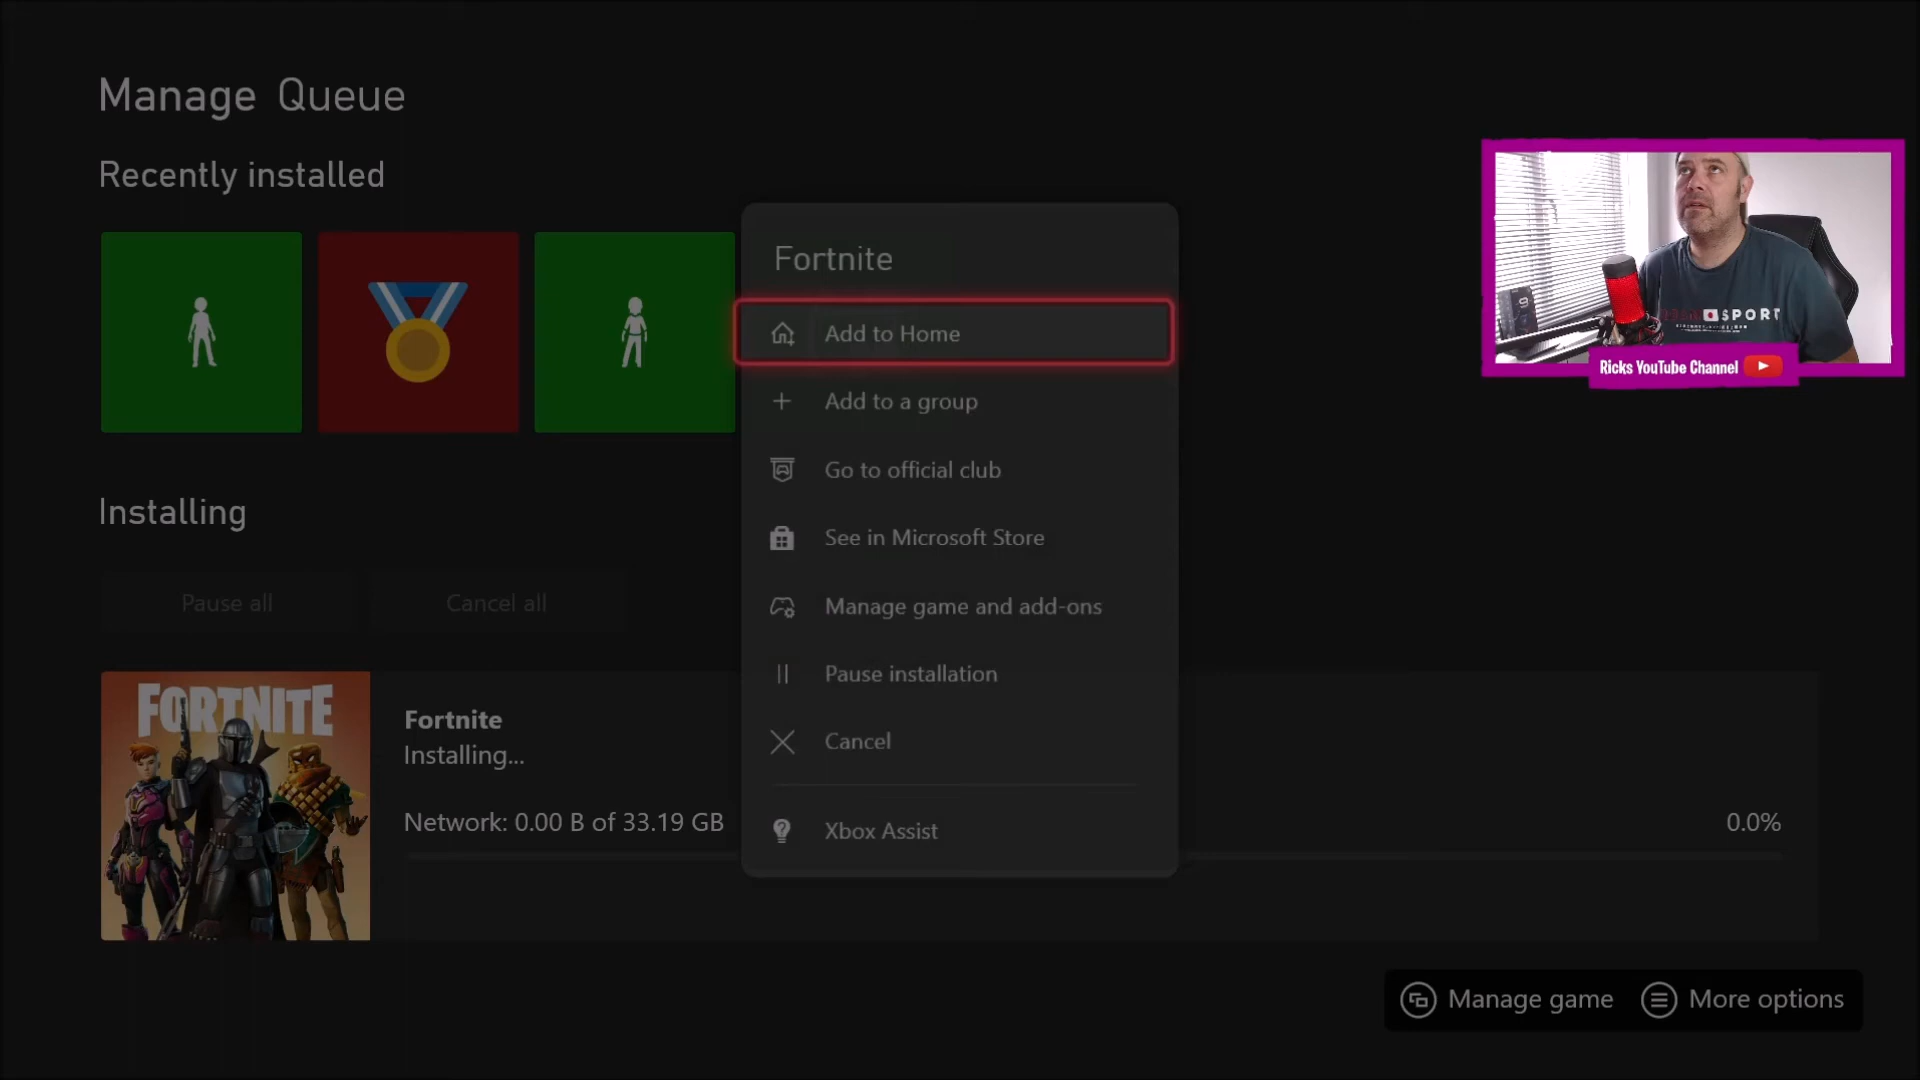 Manage Queue
Recently installed
Fortnite
Add to Home
Add to a group
Go to official club
See in Microsoft Store
Manage game and add-ons
Pause installation
Cancel
Xbox Assist
Installing
Pause all
Cancel all
FORTNITE
Fortnite
Installing...
Network: 0.00 B of 33.19 GB
0.0%
SPORT
Ricks YouTube Channel
Manage game
More options